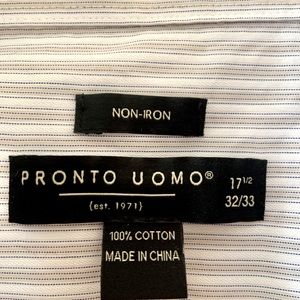 NON-IRON
PRONTO UOMO® 17 1/2
{est. 1971} 32/33
100% COTTON
MADE IN CHINA